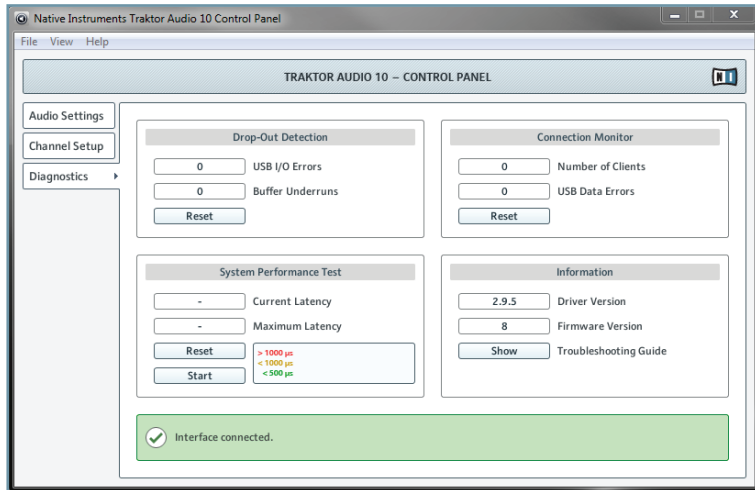 Native Instruments Traktor Audio 10 Control Panel
File View Help
TRAKTOR AUDIO 10 – CONTROL PANEL
N I
Audio Settings
Channel Setup
Diagnostics
Drop-Out Detection
0 USB I/O Errors
0 Buffer Underruns
Reset
Connection Monitor
0 Number of Clients
0 USB Data Errors
Reset
System Performance Test
- Current Latency
- Maximum Latency
Reset
Start
> 1000 µs
< 1000 µs
< 500 µs
Information
2.9.5 Driver Version
8 Firmware Version
Show Troubleshooting Guide
Interface connected.